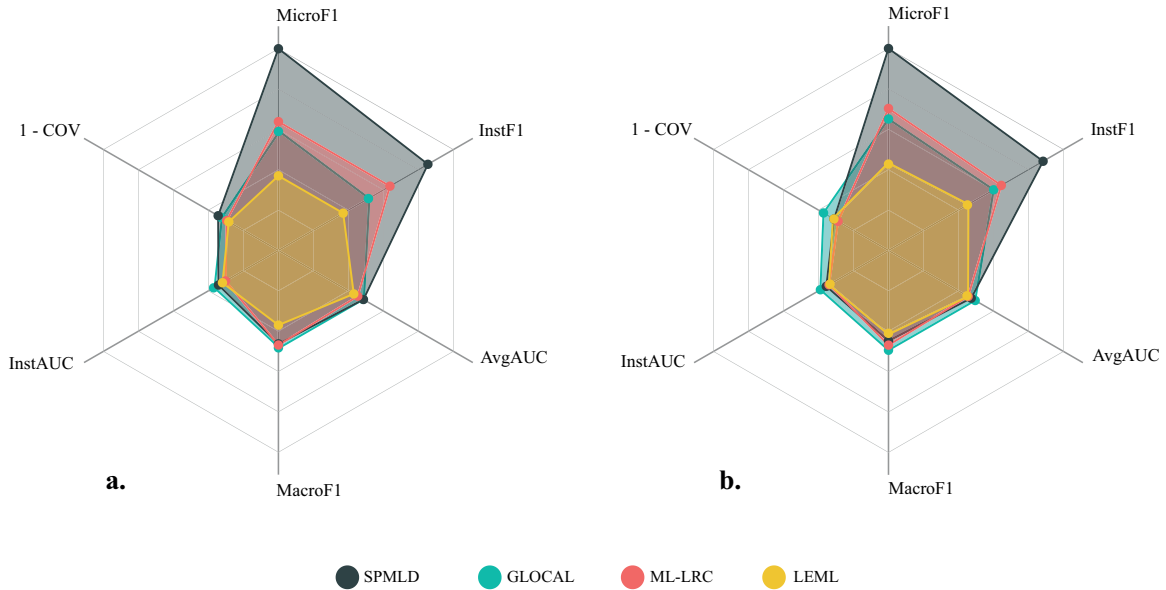 MicroF1
1 - COV
InstF1
InstAUC
AvgAUC
MacroF1
a.
MicroF1
1 - COV
InstF1
InstAUC
AvgAUC
MacroF1
b.
SPMLD GLOCAL ML-LRC LEML